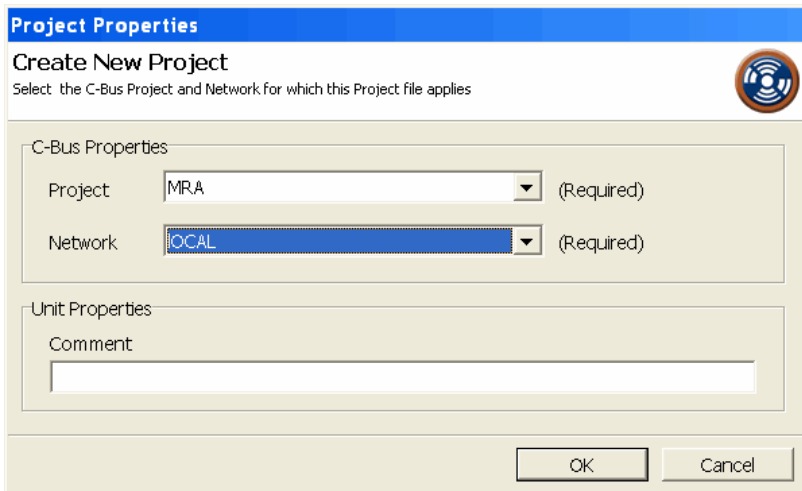 Project Properties
Create New Project
Select the C-Bus Project and Network for which this Project file applies
C-Bus Properties
Project MRA (Required)
Network lOCAL (Required)
Unit Properties
Comment
OK Cancel